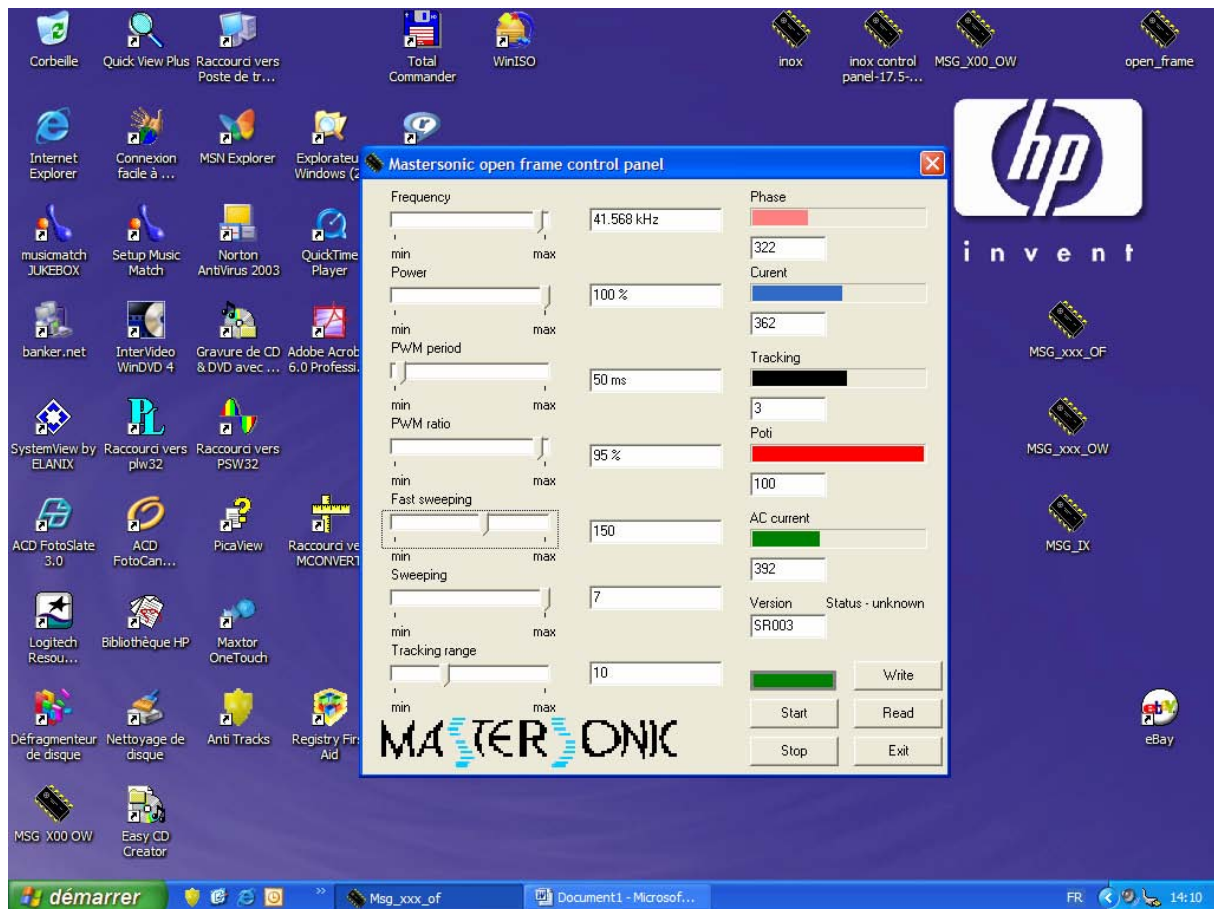 Corbeille
Quick View Plus
Raccourci vers
Poste de tr...
Total
Commander
WinISO
inox
inox control
panel-17.5-...
MSG_X00_OW
open_frame
Internet
Explorer
Connexion
facile à ...
MSN Explorer
Explorateu
Windows (2
musicmatch
JUKEBOX
Setup Music
Match
Norton
AntiVirus 2003
QuickTime
Player
banker.net
InterVideo
WinDVD 4
Gravure de CD
& DVD avec ...
Adobe Acrob
6.0 Professi.
SystemView by
ELANIX
Raccourci vers
plw32
Raccourci vers
PSW32
ACD FotoSlate
3.0
ACD
FotoCan...
PicaView
Raccourci ve
MCONVERT
Logitech
Resou...
Bibliothèque HP
Maxtor
OneTouch
Défragmenteur
de disque
Nettoyage de
disque
Anti Tracks
Registry Fir
Aid
MSG X00 OW
Easy CD
Creator
Mastersonic open frame control panel
Frequency
41.568 kHz
min max
Power
100 %
min max
PWM period
50 ms
min max
PWM ratio
95 %
min max
Fast sweeping
150
min max
Sweeping
7
min max
Tracking range
10
min max
MASTERSONIC
Phase
322
Curent
362
Tracking
3
Poti
100
AC current
392
Version Status - unknown
SR003
Write
Start Read
Stop Exit
hp
invent
MSG_xxx_OF
MSG_xxx_OW
MSG_IX
ebY
eBay
démarrer
Msg_xxx_of
Document1 - Microsof...
FR
14:10